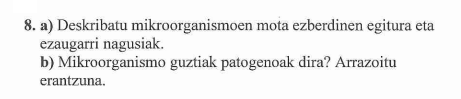 8. a) Deskribatu mikroorganismoen mota ezberdinen egitura eta
ezaugarri nagusiak.
b) Mikroorganismo guztiak patogenoak dira? Arrazoitu
erantzuna.